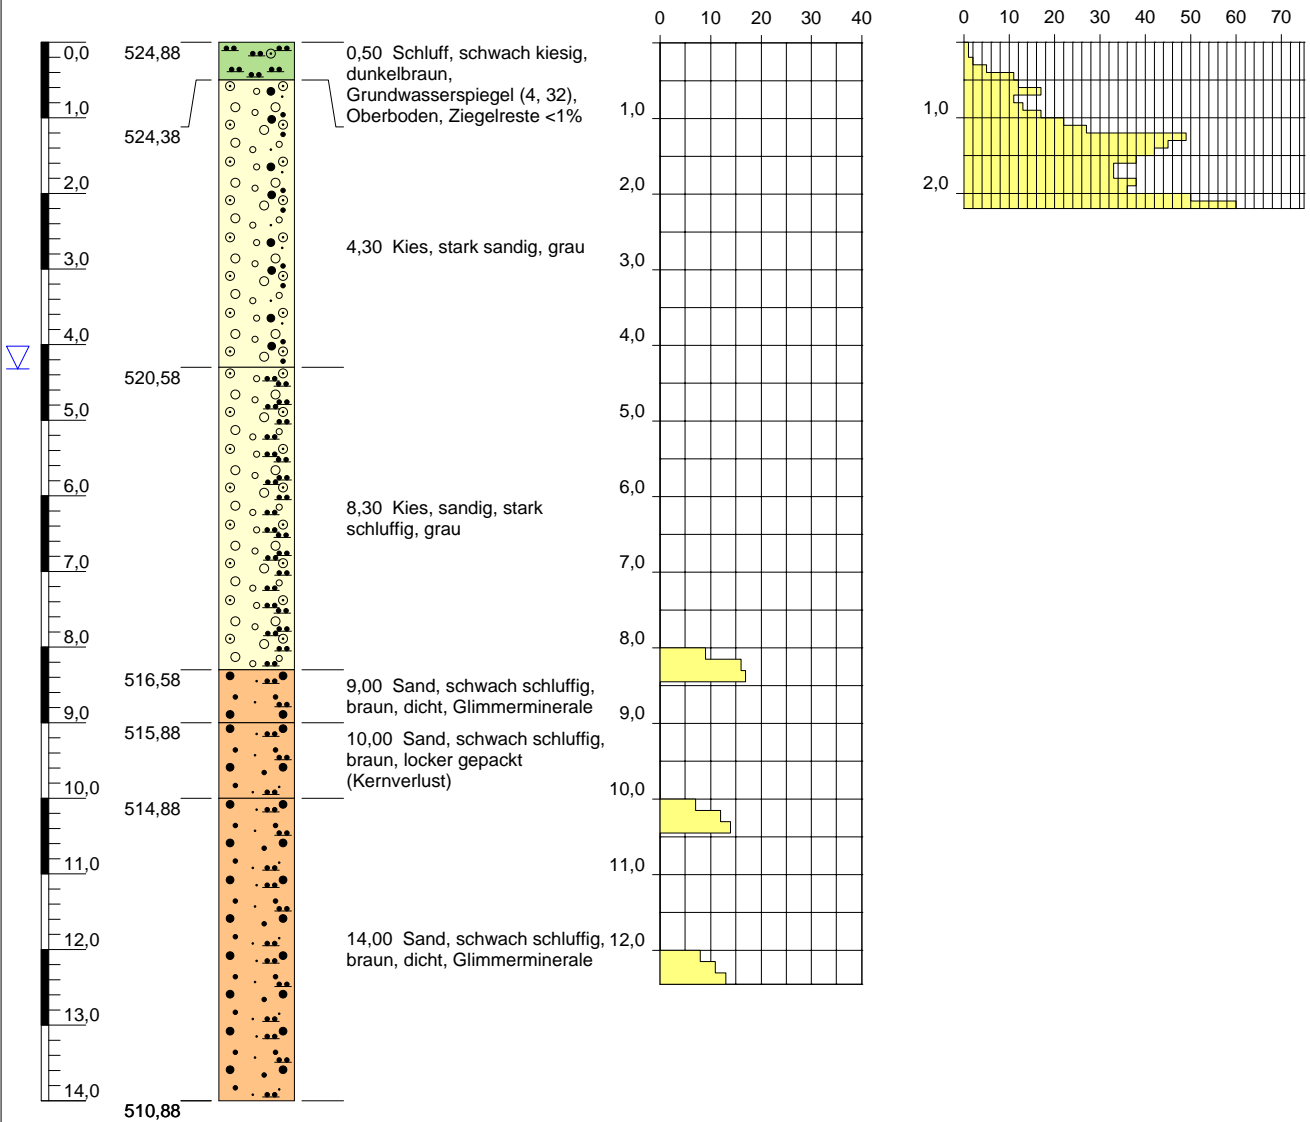 0 10 20 30 40
0 10 20 30 40 50 60 70
0,0
1,0
2,0
3,0
4,0
5,0
6,0
7,0
8,0
9,0
10,0
11,0
12,0
13,0
14,0
524,88
524,38
520,58
516,58
515,88
514,88
510,88
0,50 Schluff, schwach kiesig,
dunkelbraun,
Grundwasserspiegel (4, 32),
Oberboden, Ziegelreste <1%
4,30 Kies, stark sandig, grau
8,30 Kies, sandig, stark
schluffig, grau
9,00 Sand, schwach schluffig,
braun, dicht, Glimmerminerale
10,00 Sand, schwach schluffig,
braun, locker gepackt
(Kernverlust)
14,00 Sand, schwach schluffig,
braun, dicht, Glimmerminerale
1,0
2,0
3,0
4,0
5,0
6,0
7,0
8,0
9,0
10,0
11,0
12,0
1,0
2,0